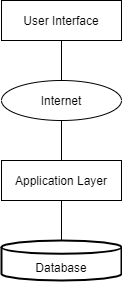 User Interface
Internet
Application Layer
Database